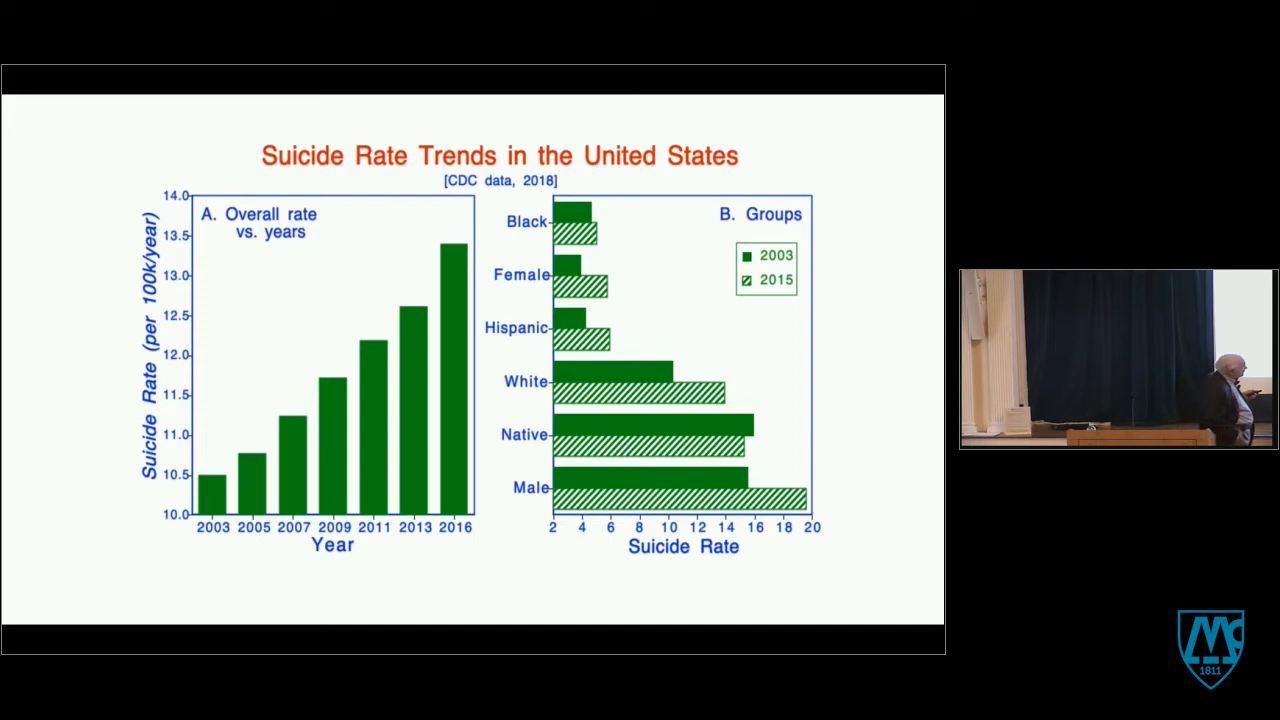 Suicide Rate Trends in the United States
[CDC data, 2018]
A. Overall rate
vs. years
Suicide Rate (per 100k/year)
14.0
13.5
13.0
12.5
12.0
11.5
11.0
10.5
10.0
2003 2005 2007 2009 2011 2013 2016
Year
B. Groups
2003
2015
Black
Female
Hispanic
White
Native
Male
2 4 6 8 10 12 14 16 18 20
Suicide Rate
1811